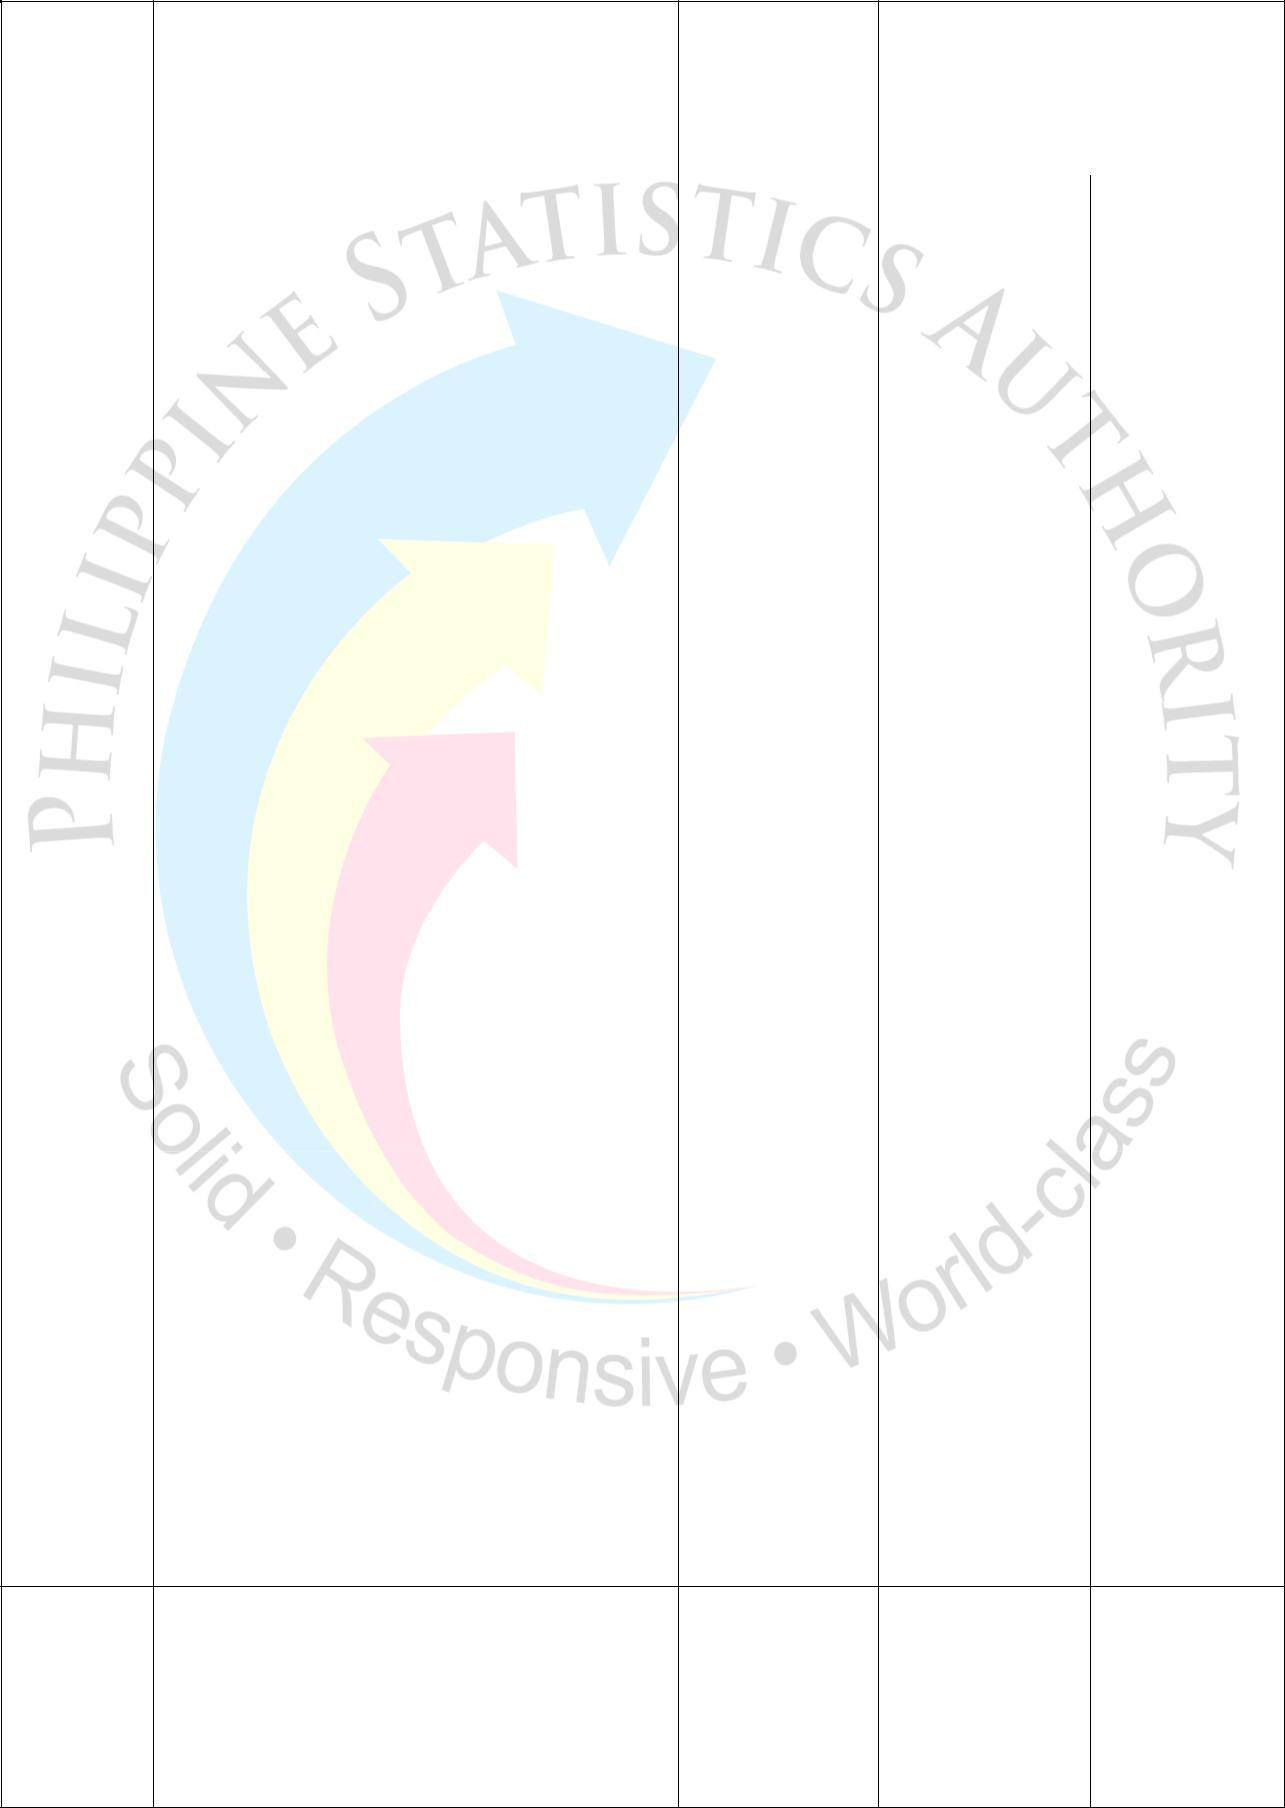 PHILIPPINE STATISTICS AUTHORITY
Solid • Responsive • World-class